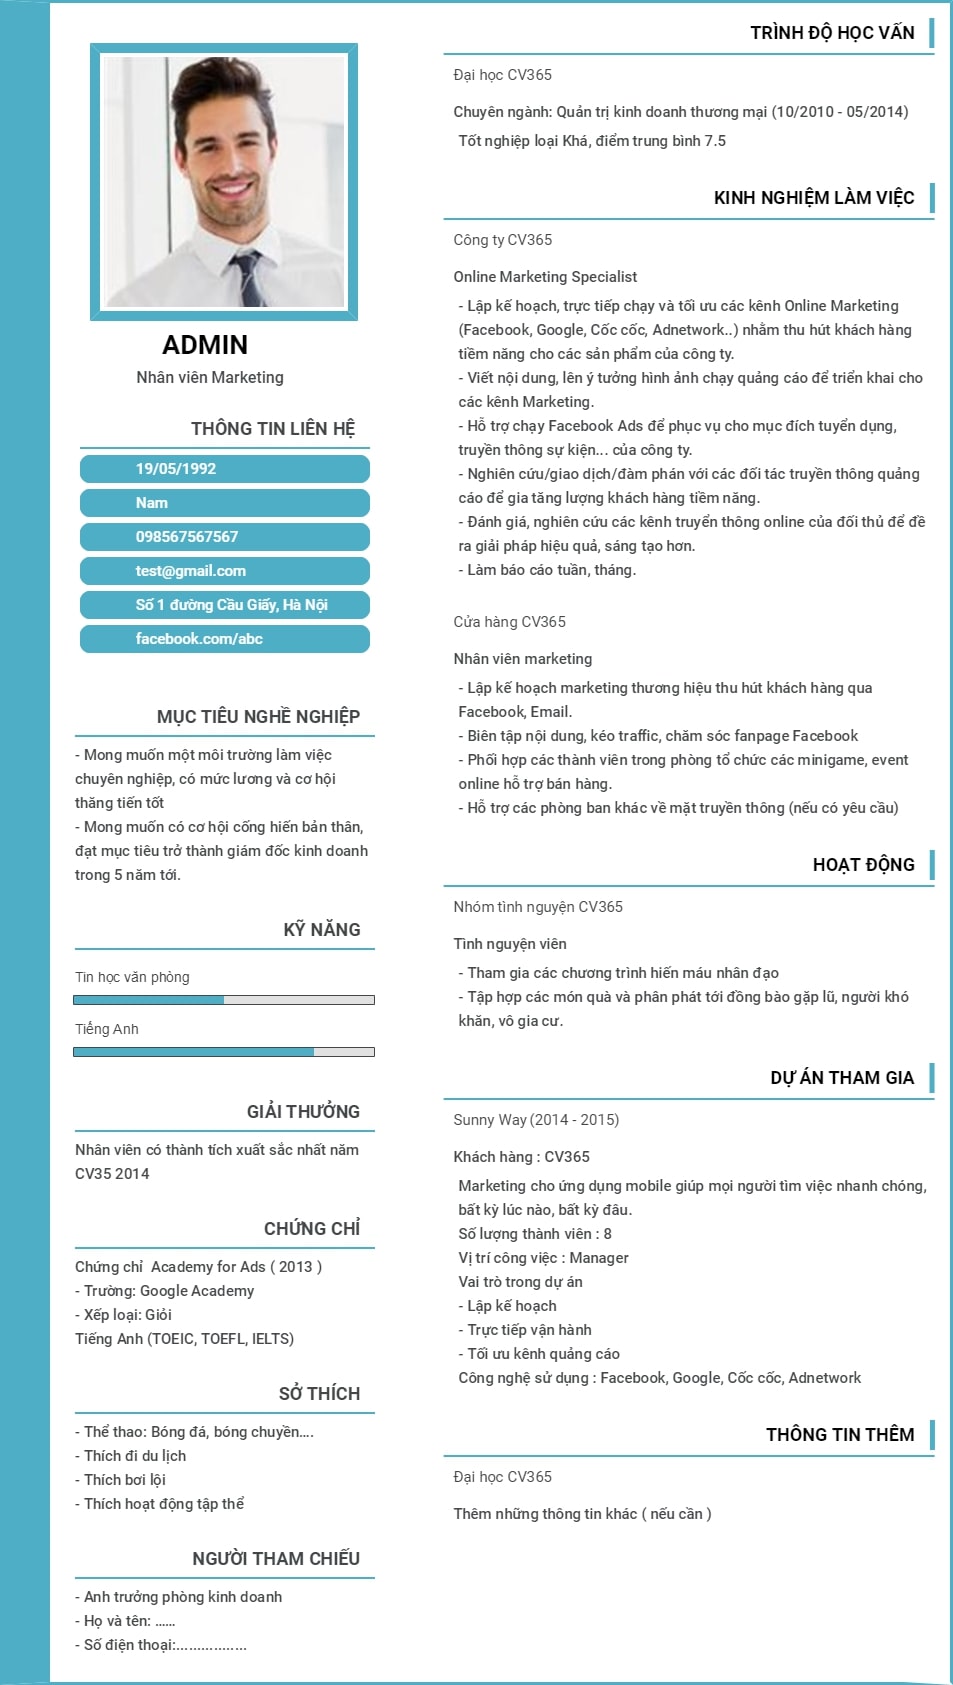 ADMIN
Nhân viên Marketing
THÔNG TIN LIÊN HỆ
19/05/1992
Nam
098567567567
test@gmail.com
Số 1 đường Cầu Giấy, Hà Nội
facebook.com/abc
MỤC TIÊU NGHỀ NGHIỆP
- Mong muốn một môi trường làm việc
chuyên nghiệp, có mức lương và cơ hội
thăng tiến tốt
- Mong muốn có cơ hội cống hiến bản thân,
đạt mục tiêu trở thành giám đốc kinh doanh
trong 5 năm tới.
KỸ NĂNG
Tin học văn phòng
Tiếng Anh
GIẢI THƯỞNG
Nhân viên có thành tích xuất sắc nhất năm
CV35 2014
CHỨNG CHỈ
Chứng chỉ  Academy for Ads ( 2013 )
- Trường: Google Academy
- Xếp loại: Giỏi
Tiếng Anh (TOEIC, TOEFL, IELTS)
SỞ THÍCH
- Thể thao: Bóng đá, bóng chuyền....
- Thích đi du lịch
- Thích bơi lội
- Thích hoạt động tập thể
NGƯỜI THAM CHIẾU
- Anh trưởng phòng kinh doanh
- Họ và tên: ......
- Số điện thoại:................
TRÌNH ĐỘ HỌC VẤN
Đại học CV365
Chuyên ngành: Quản trị kinh doanh thương mại (10/2010 - 05/2014)
Tốt nghiệp loại Khá, điểm trung bình 7.5
KINH NGHIỆM LÀM VIỆC
Công ty CV365
Online Marketing Specialist
- Lập kế hoạch, trực tiếp chạy và tối ưu các kênh Online Marketing
(Facebook, Google, Cốc cốc, Adnetwork..) nhằm thu hút khách hàng
tiềm năng cho các sản phẩm của công ty.
- Viết nội dung, lên ý tưởng hình ảnh chạy quảng cáo để triển khai cho
các kênh Marketing.
- Hỗ trợ chạy Facebook Ads để phục vụ cho mục đích tuyển dụng,
truyền thông sự kiện... của công ty.
- Nghiên cứu/giao dịch/đàm phán với các đối tác truyền thông quảng
cáo để gia tăng lượng khách hàng tiềm năng.
- Đánh giá, nghiên cứu các kênh truyển thông online của đối thủ để đề
ra giải pháp hiệu quả, sáng tạo hơn.
- Làm báo cáo tuần, tháng.
Cửa hàng CV365
Nhân viên marketing
- Lập kế hoạch marketing thương hiệu thu hút khách hàng qua
Facebook, Email.
- Biên tập nội dung, kéo traffic, chăm sóc fanpage Facebook
- Phối hợp các thành viên trong phòng tổ chức các minigame, event
online hỗ trợ bán hàng.
- Hỗ trợ các phòng ban khác về mặt truyền thông (nếu có yêu cầu)
HOẠT ĐỘNG
Nhóm tình nguyện CV365
Tình nguyện viên
- Tham gia các chương trình hiến máu nhân đạo
- Tập hợp các món quà và phân phát tới đồng bào gặp lũ, người khó
khăn, vô gia cư.
DỰ ÁN THAM GIA
Sunny Way (2014 - 2015)
Khách hàng : CV365
Marketing cho ứng dụng mobile giúp mọi người tìm việc nhanh chóng,
bất kỳ lúc nào, bất kỳ đâu.
Số lượng thành viên : 8
Vị trí công việc : Manager
Vai trò trong dự án
- Lập kế hoạch
- Trực tiếp vận hành
- Tối ưu kênh quảng cáo
Công nghệ sử dụng : Facebook, Google, Cốc cốc, Adnetwork
THÔNG TIN THÊM
Đại học CV365
Thêm những thông tin khác ( nếu cần )